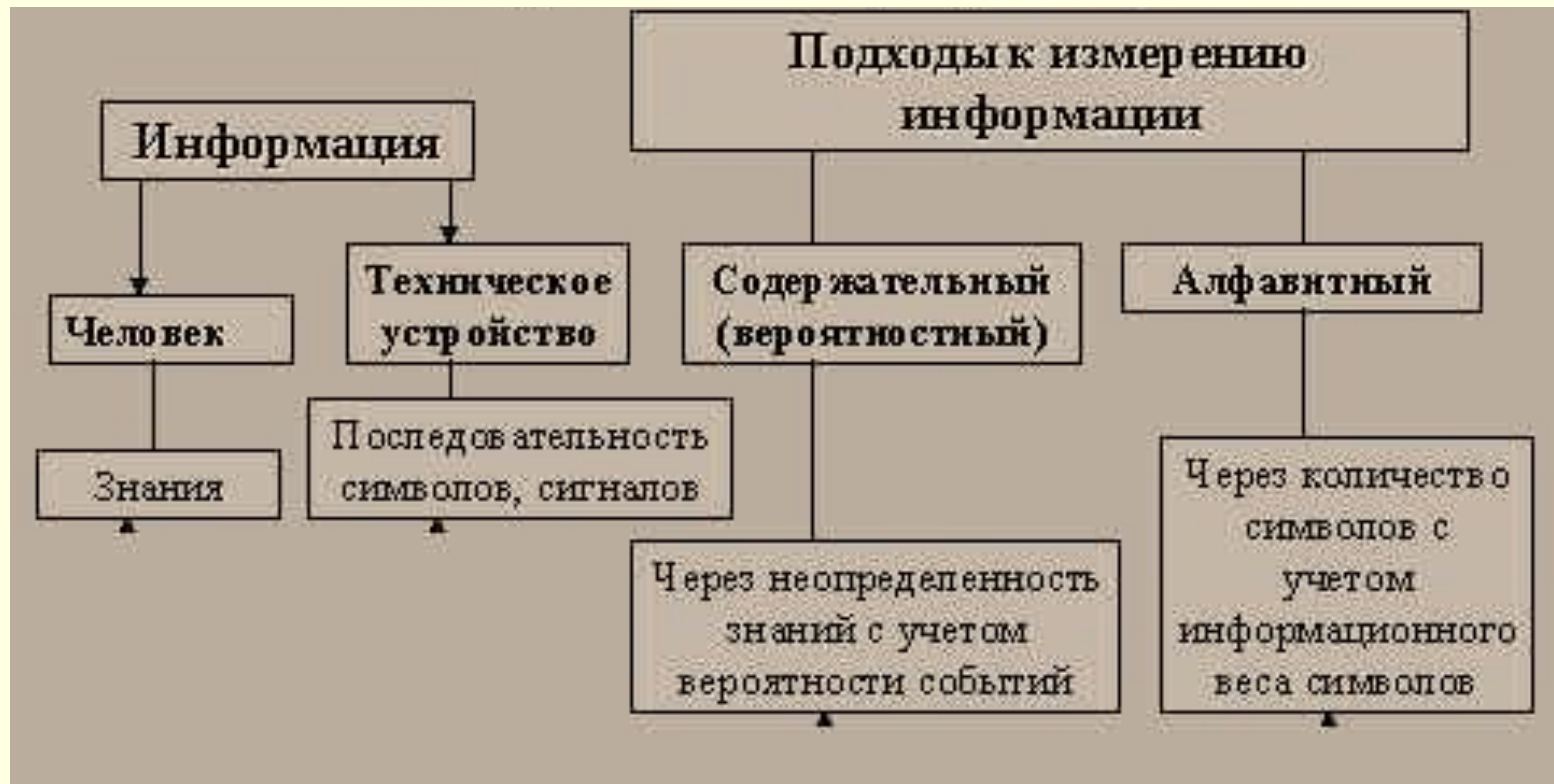 Подходы к измерению
информации
Информация
Человек
Техническое
устройство
Содержательный
(вероятностный)
Алфавитный
Знания
Последовательность
символов, сигналов
Через неопределенность
знаний с учетом
вероятности событий
Через количество
символов с
учетом
информационного
веса символов